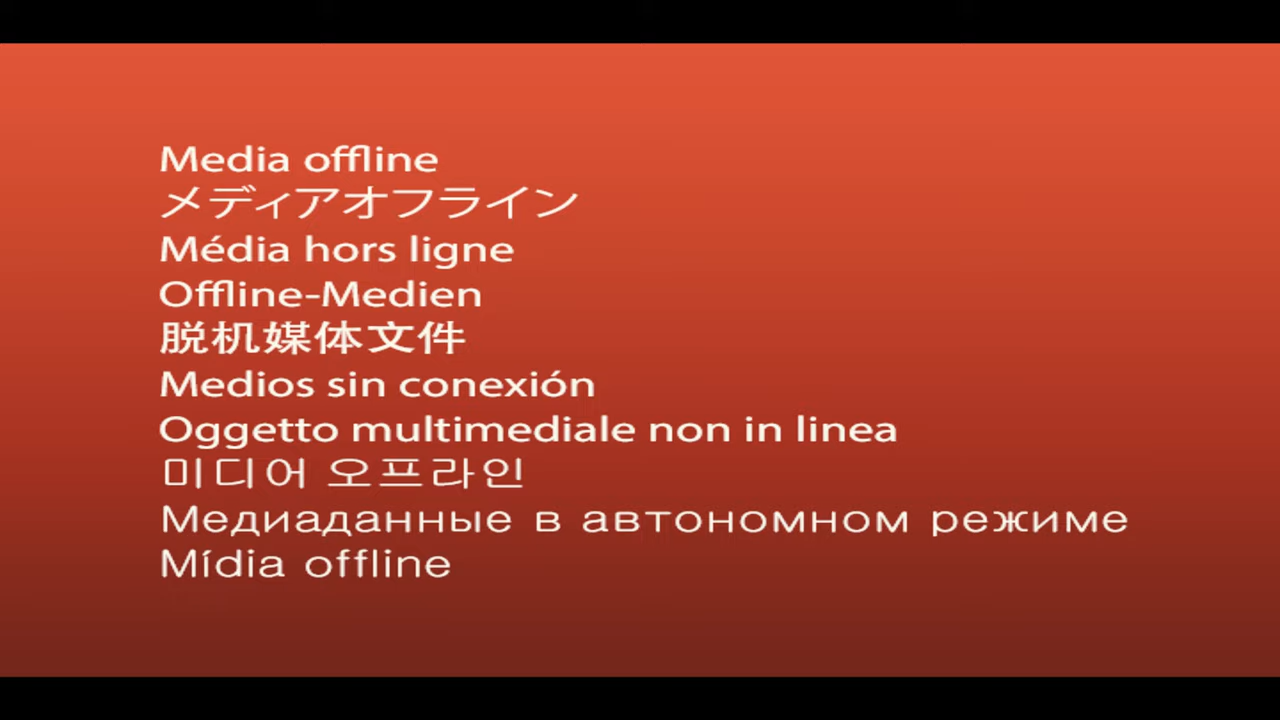 Media offline
メディアオフライン
Média hors ligne
Offline-Medien
脱机媒体文件
Medios sin conexión
Oggetto multimediale non in linea
미디어 오프라인
Медиаданные в автономном режиме
Mídia offline